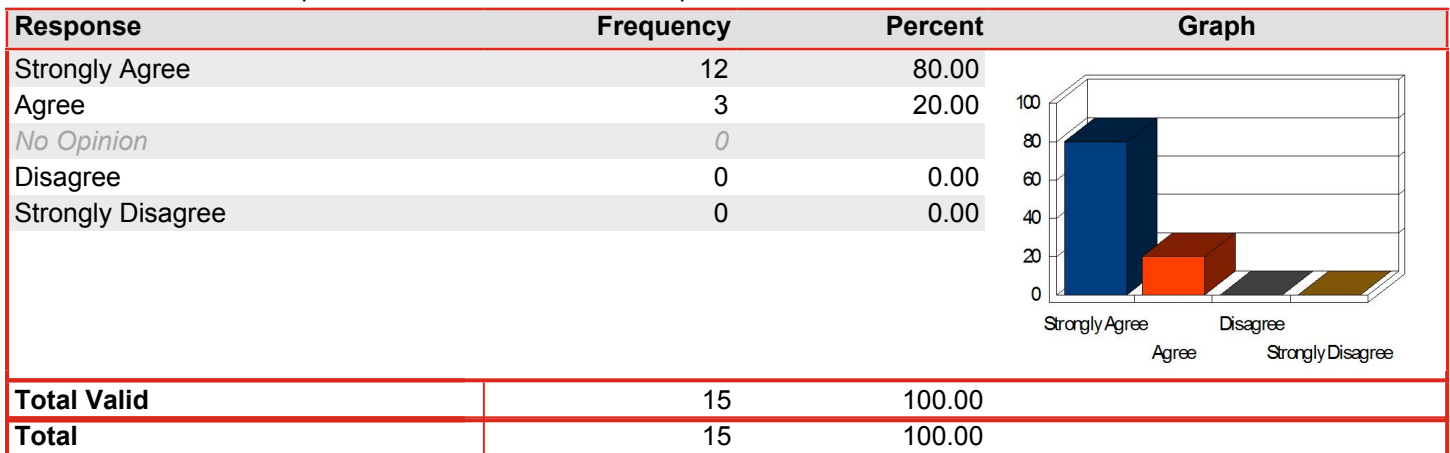 Response Frequency Percent Graph
Strongly Agree 12 80.00
Agree 3 20.00
No Opinion 0
Disagree 0 0.00
Strongly Disagree 0 0.00
100
80
60
40
20
0
Strongly Agree Disagree
Agree Strongly Disagree
Total Valid 15 100.00
Total 15 100.00